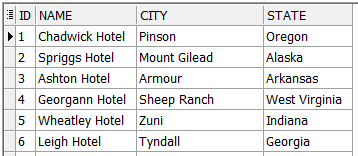 ID NAME CITY STATE
1 Chadwick Hotel Pinson Oregon
2 Spriggs Hotel Mount Gilead Alaska
3 Ashton Hotel Armour Arkansas
4 Georgann Hotel Sheep Ranch West Virginia
5 Wheatley Hotel Zuni Indiana
6 Leigh Hotel Tyndall Georgia